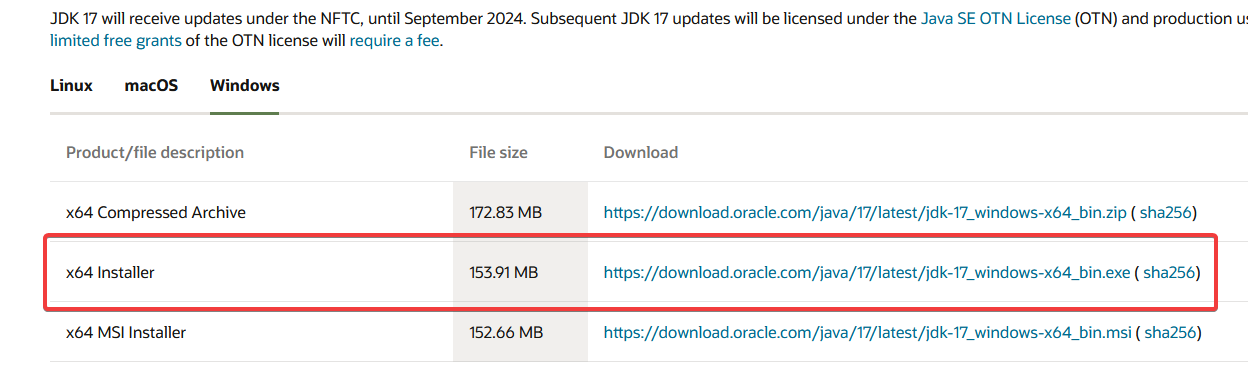 JDK 17 will receive updates under the NFTC, until September 2024. Subsequent JDK 17 updates will be licensed under the Java SE OTN License (OTN) and production
limited free grants of the OTN license will require a fee.
Linux macOS Windows
Product/file description File size Download
x64 Compressed Archive 172.83 MB https://download.oracle.com/java/17/latest/jdk-17_windows-x64_bin.zip ( sha256)
x64 Installer 153.91 MB https://download.oracle.com/java/17/latest/jdk-17_windows-x64_bin.exe ( sha256)
x64 MSI Installer 152.66 MB https://download.oracle.com/java/17/latest/jdk-17_windows-x64_bin.msi ( sha256)